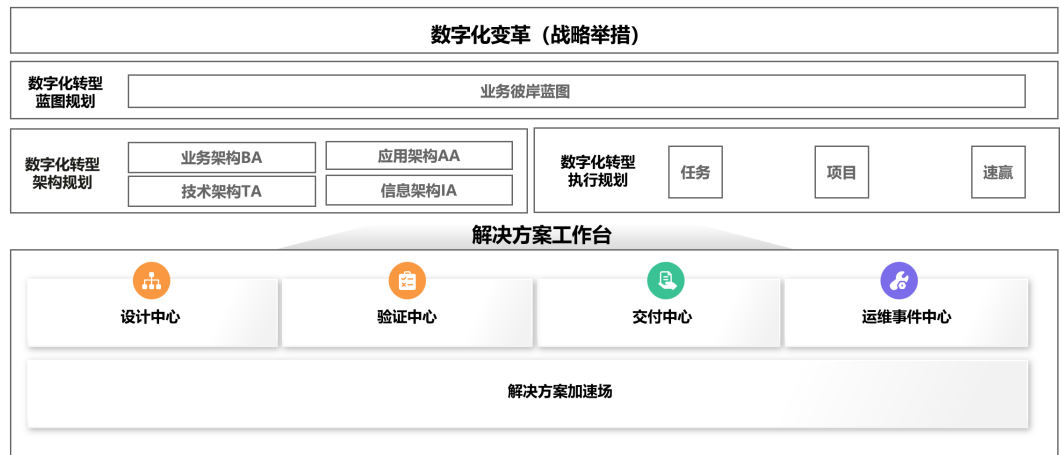 数字化变革（战略举措）
数字化转型
蓝图规划
业务彼岸蓝图
数字化转型
架构规划
业务架构BA
应用架构AA
技术架构TA
信息架构IA
数字化转型
执行规划
任务
项目
速赢
解决方案工作台
设计中心
验证中心
交付中心
运维事件中心
解决方案加速场